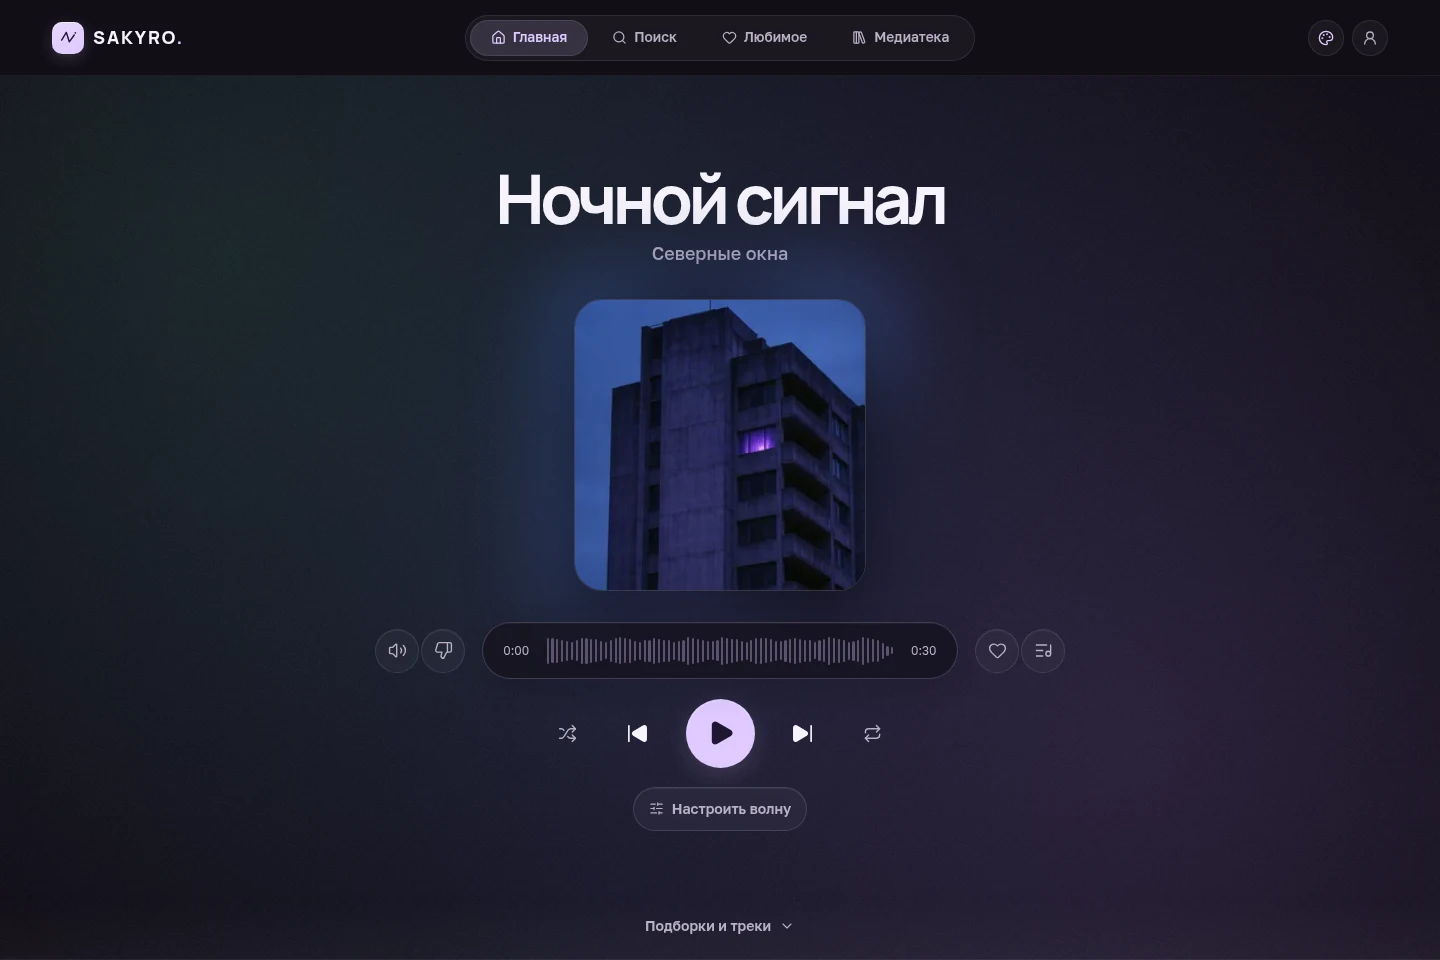 SAKYRO.
Главная
Поиск
Любимое
Медиатека
Ночной сигнал
Северные окна
0:00
0:30
Настроить волну
Подборки и треки